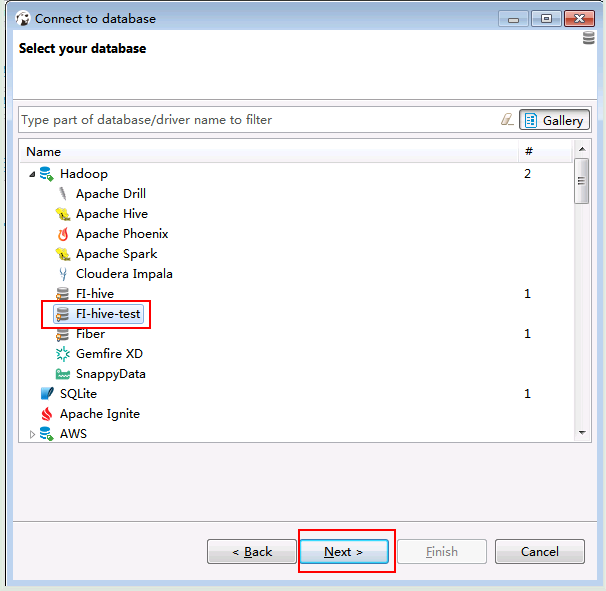 Connect to database
Select your database
Type part of database/driver name to filter
Gallery
Name #
Hadoop 2
Apache Drill
Apache Hive
Apache Phoenix
Apache Spark
Cloudera Impala
FI-hive 1
FI-hive-test
Fiber 1
Gemfire XD
SnappyData
SQLite 1
Apache Ignite
AWS
< Back Next > Finish Cancel